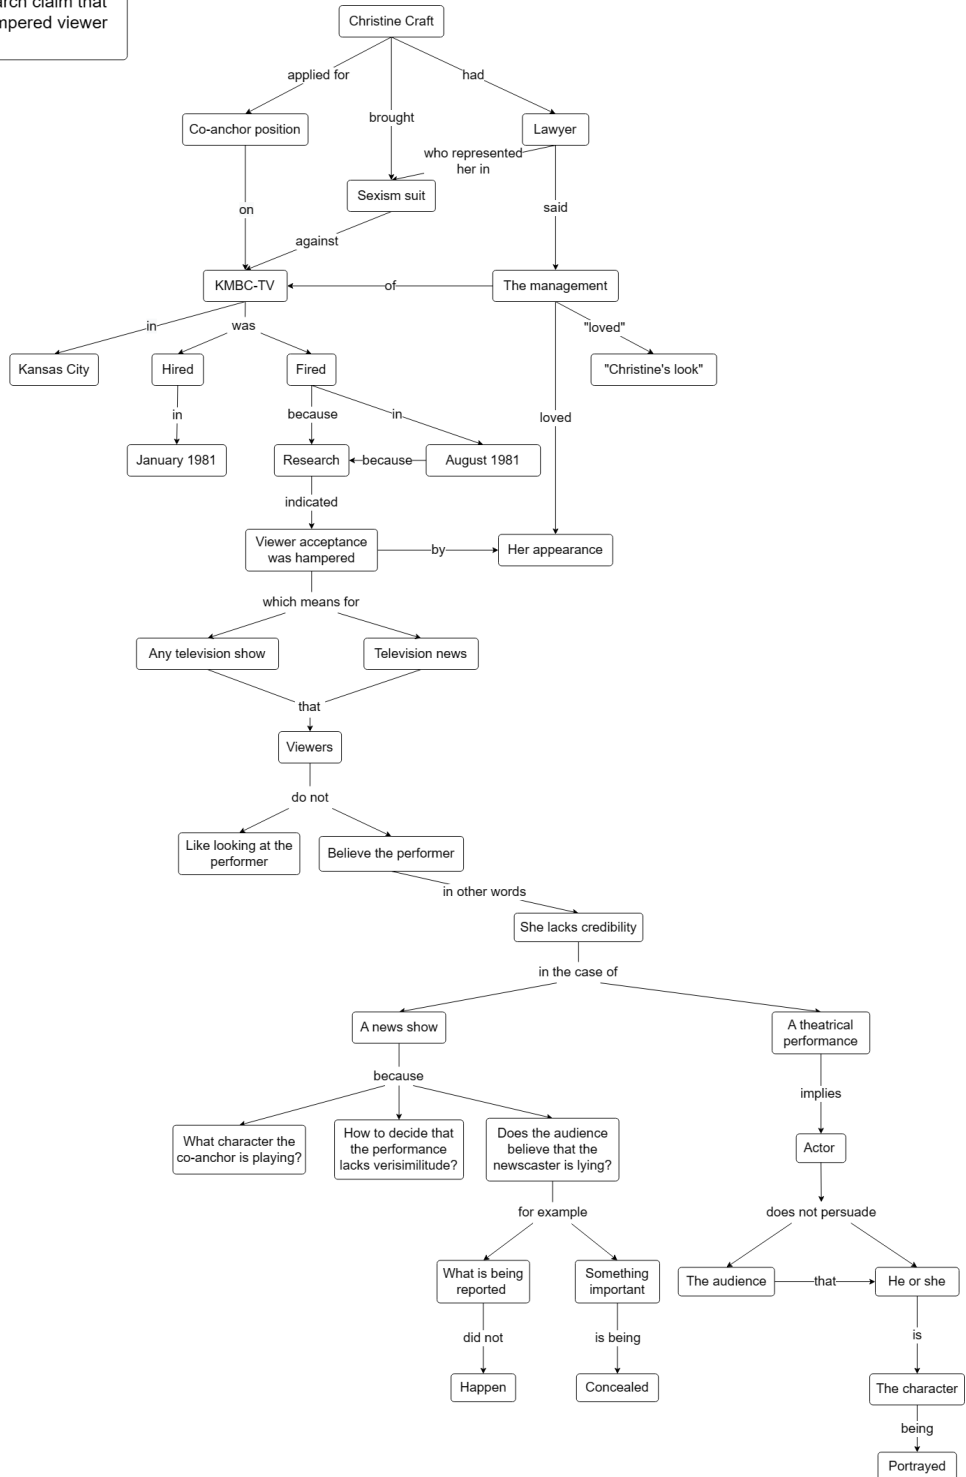 arch claim that
mpered viewer
Christine Craft
applied for
had
brought
Co-anchor position
Lawyer
who represented
her in
Sexism suit
on
said
against
KMBC-TV
of
The management
in
was
"loved"
Kansas City
Hired
Fired
"Christine's look"
in
because
in
loved
January 1981
Research
because
August 1981
indicated
Viewer acceptance
was hampered
by
Her appearance
which means for
Any television show
Television news
that
Viewers
do not
Like looking at the
performer
Believe the performer
in other words
She lacks credibility
in the case of
A news show
A theatrical
performance
because
implies
What character the
co-anchor is playing?
How to decide that
the performance
lacks verisimilitude?
Does the audience
believe that the
newscaster is lying?
Actor
for example
does not persuade
What is being
reported
Something
important
The audience
that
He or she
did not
is being
is
Happen
Concealed
The character
being
Portrayed